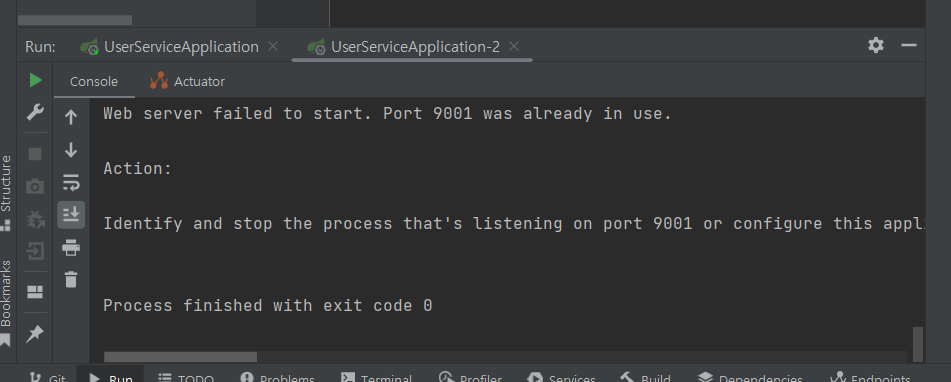 Run: UserServiceApplication UserServiceApplication-2
Console Actuator
Web server failed to start. Port 9001 was already in use.
Action:
Identify and stop the process that's listening on port 9001 or configure this appl
Process finished with exit code 0
Structure
Bookmarks
Git Run TODO Problems Terminal Profiler Services Build Dependencies Endpoints